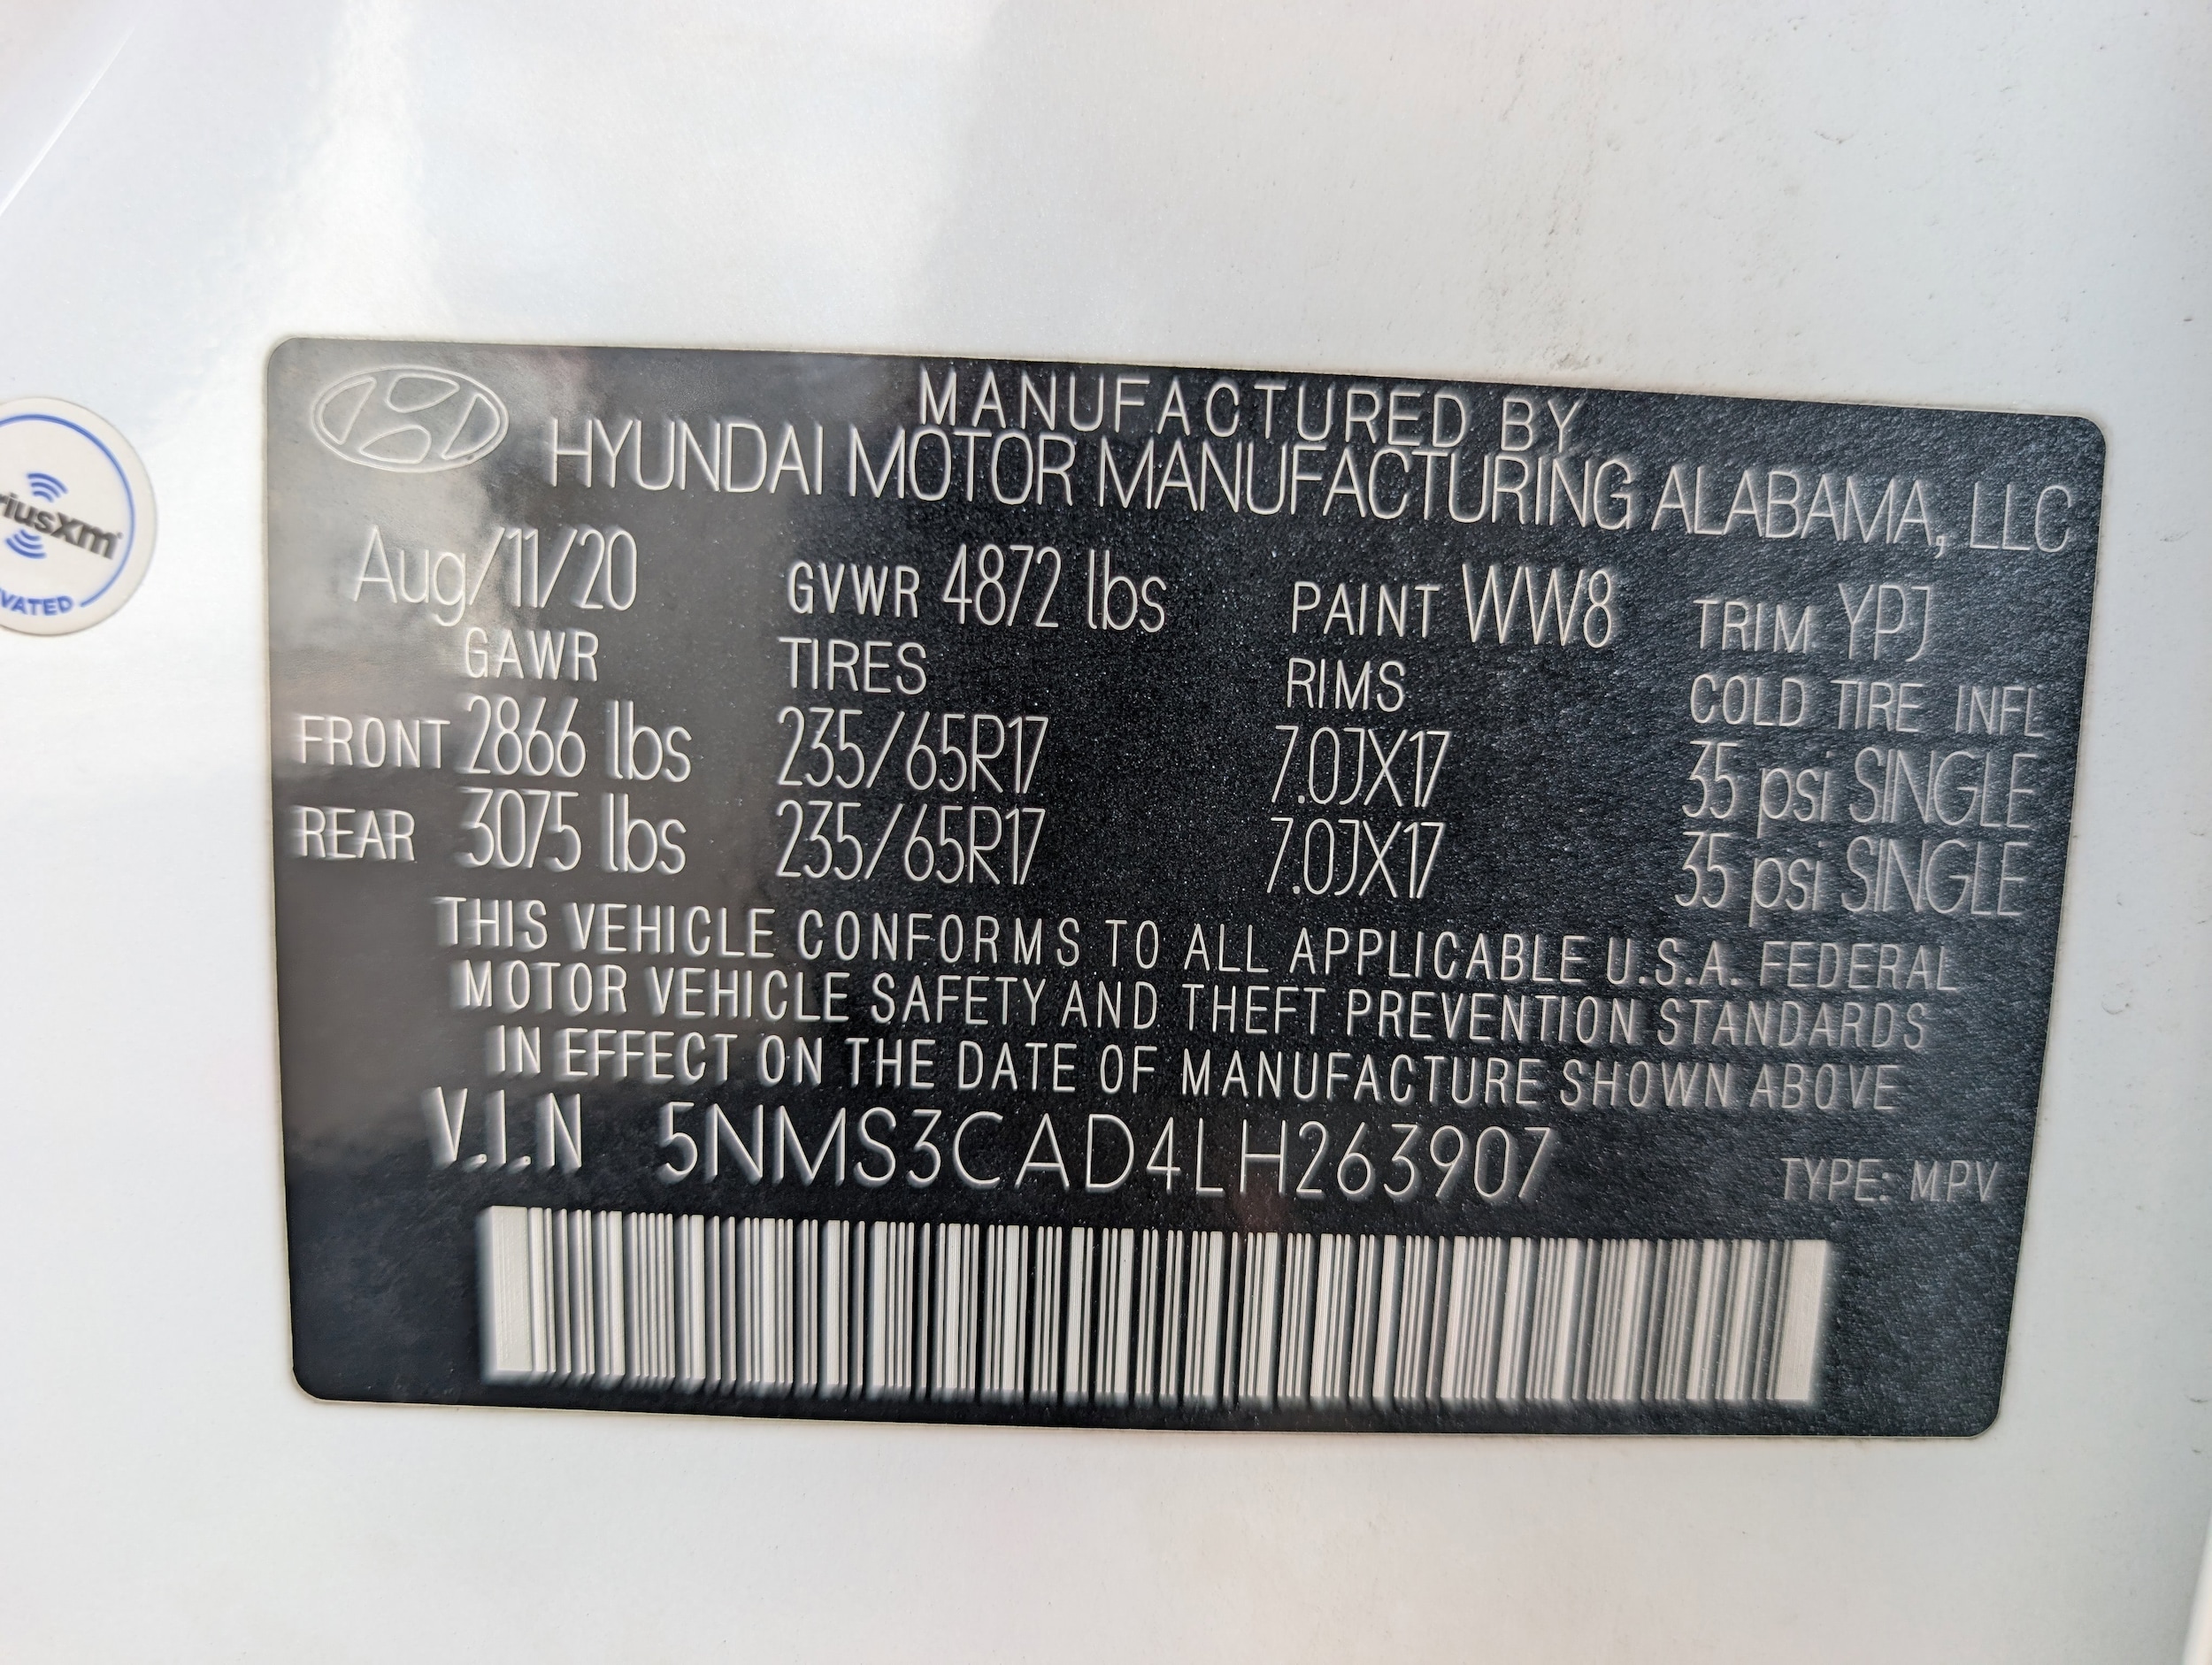 MANUFACTURED BY
HYUNDAI MOTOR MANUFACTURING ALABAMA, LLC
Aug/11/20 GVWR 4872 lbs PAINT WW8 TRIM YPJ
GAWR TIRES RIMS COLD TIRE INFL
FRONT 2866 lbs 235/65R17 7.0JX17 35 psi SINGLE
REAR 3075 lbs 235/65R17 7.0JX17 35 psi SINGLE
THIS VEHICLE CONFORMS TO ALL APPLICABLE U.S.A. FEDERAL
MOTOR VEHICLE SAFETY AND THEFT PREVENTION STANDARDS
IN EFFECT ON THE DATE OF MANUFACTURE SHOWN ABOVE
V.I.N 5NMS3CAD4LH263907 TYPE: MPV
riusxm
VATED